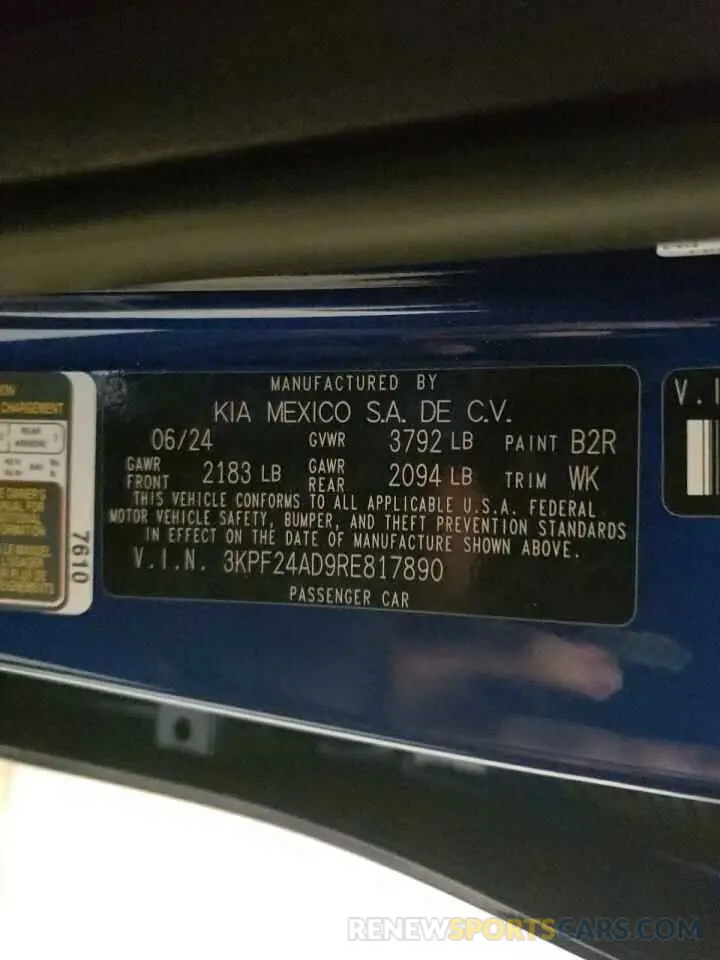 MANUFACTURED BY
KIA MEXICO S.A. DE C.V.
06/24 GVWR 3792 LB PAINT B2R
GAWR FRONT 2183 LB GAWR REAR 2094 LB TRIM WK
THIS VEHICLE CONFORMS TO ALL APPLICABLE U.S.A. FEDERAL
MOTOR VEHICLE SAFETY, BUMPER, AND THEFT PREVENTION STANDARDS
IN EFFECT ON THE DATE OF MANUFACTURE SHOWN ABOVE.
V.I.N. 3KPF24AD9RE817890
PASSENGER CAR
CHARGEMENT
REAR
7610
V.I
RENEWSPORTSCARS.COM